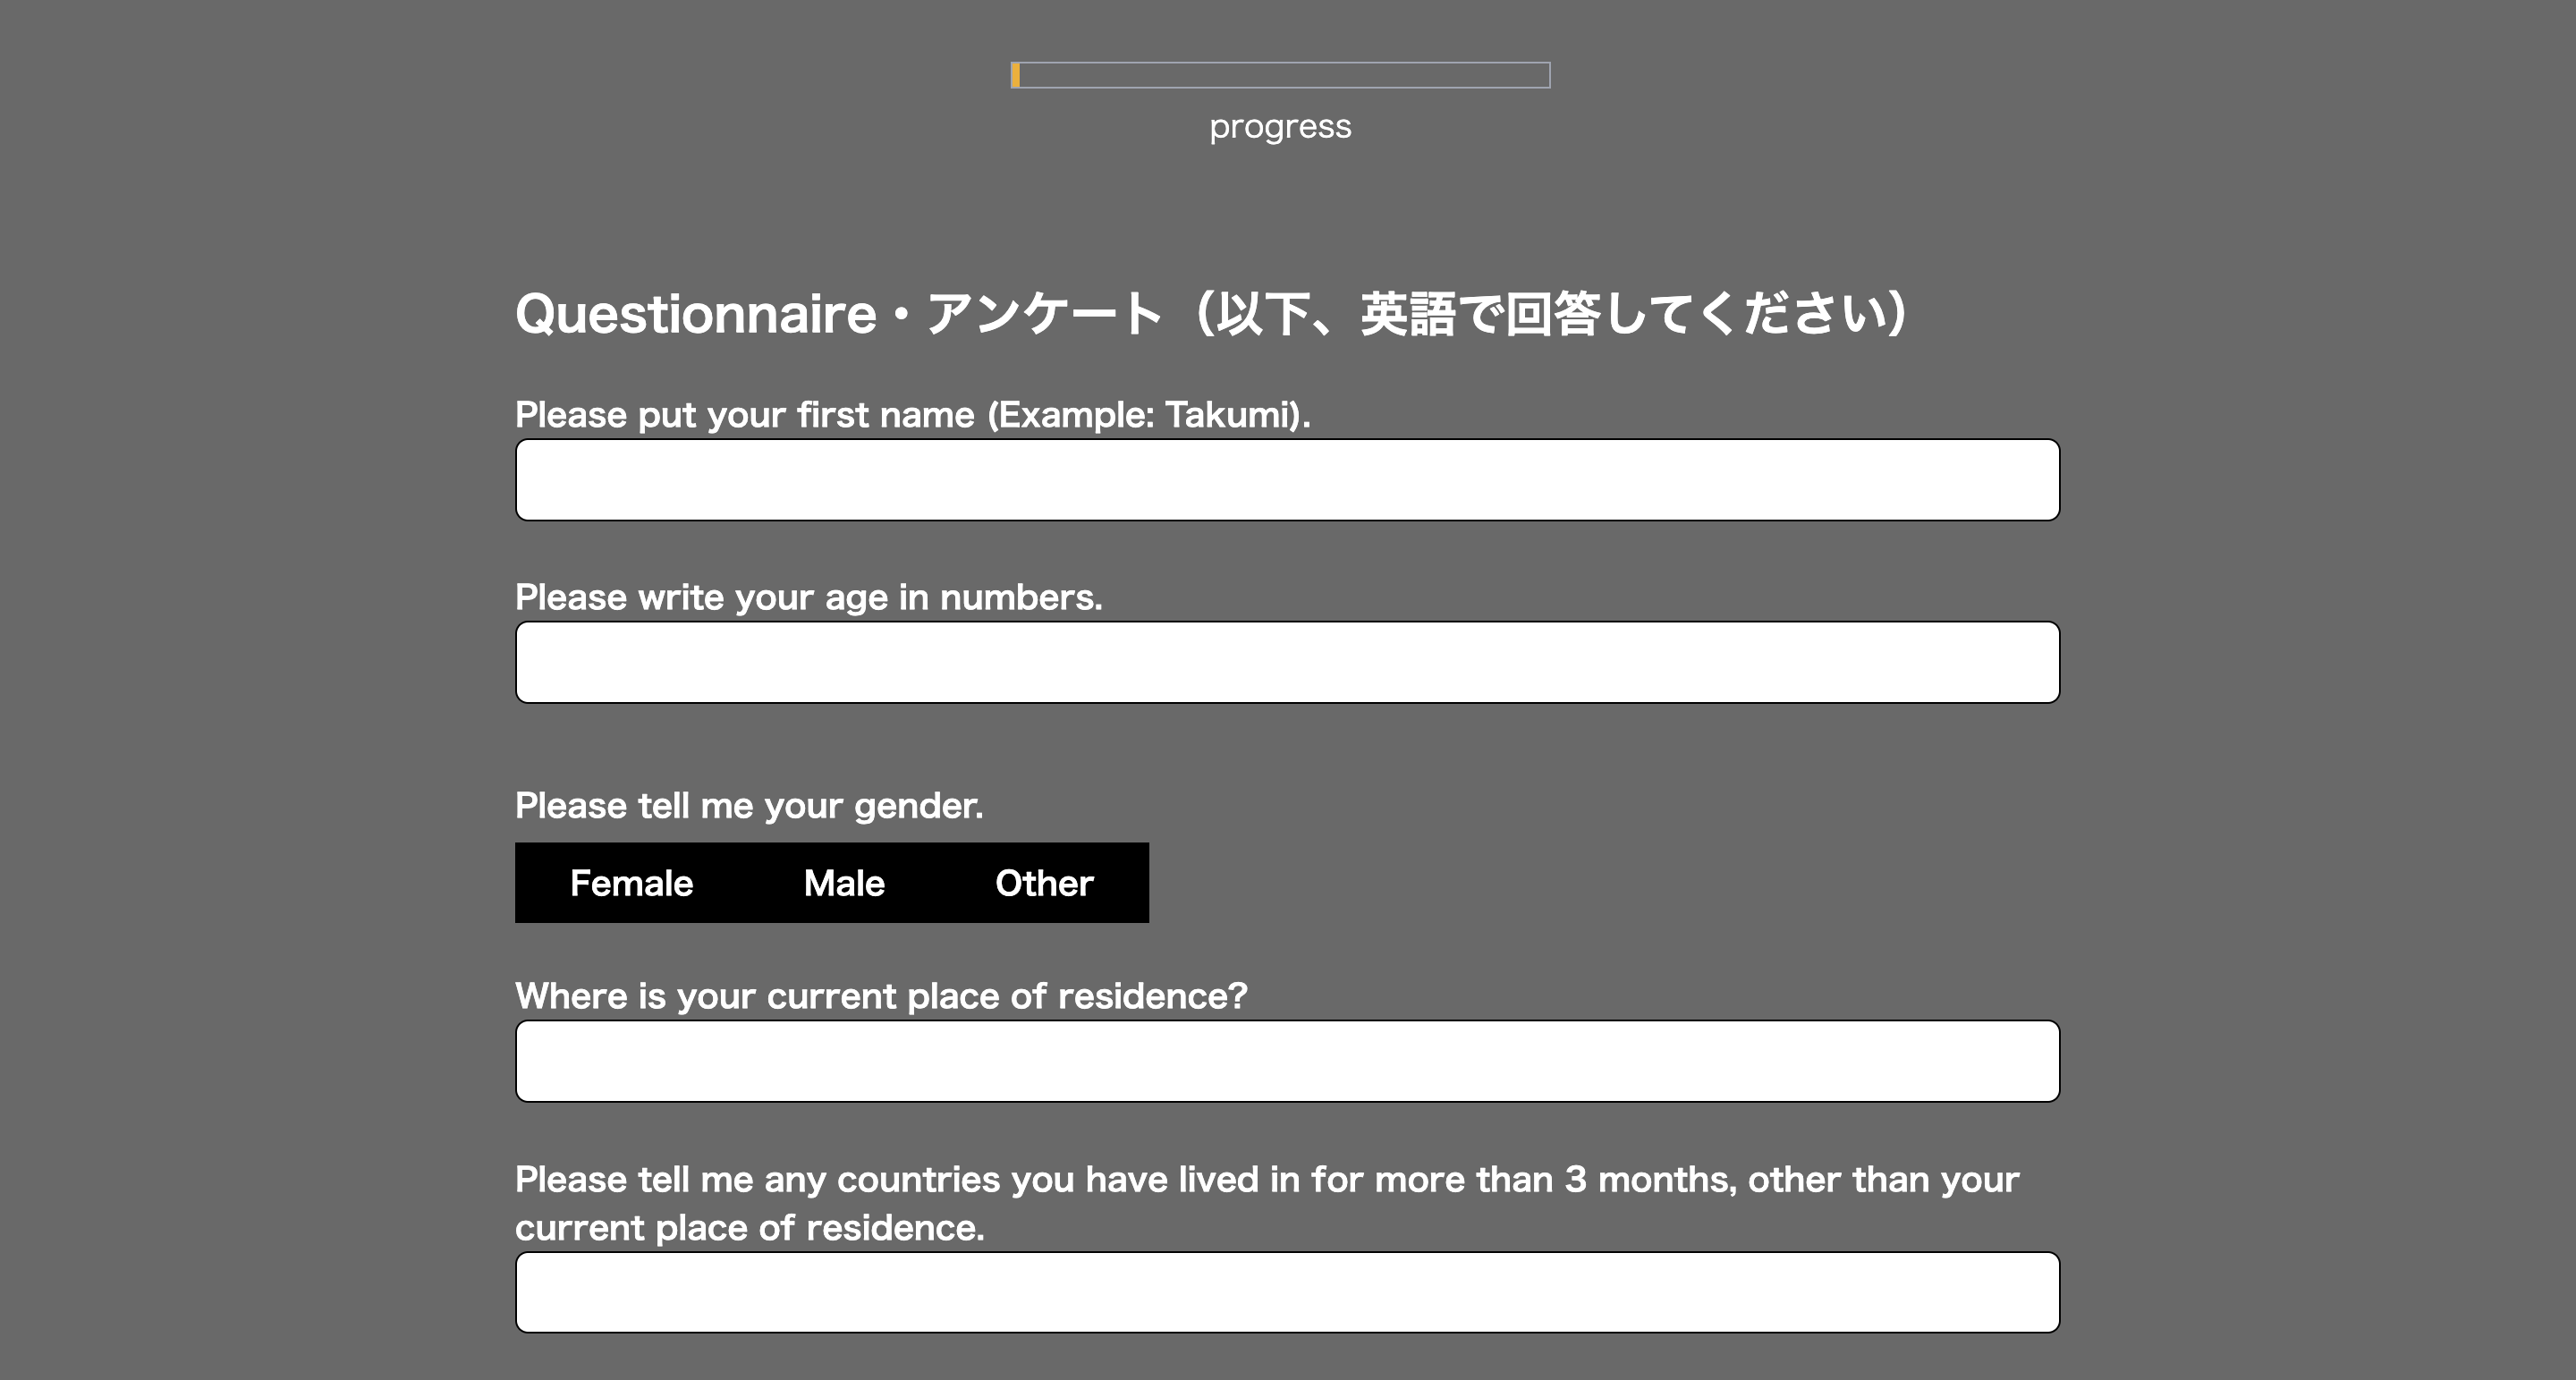 progress
Questionnaire・アンケート（以下、英語で回答してください）
Please put your first name (Example: Takumi).
Please write your age in numbers.
Please tell me your gender.
Female Male Other
Where is your current place of residence?
Please tell me any countries you have lived in for more than 3 months, other than your
current place of residence.